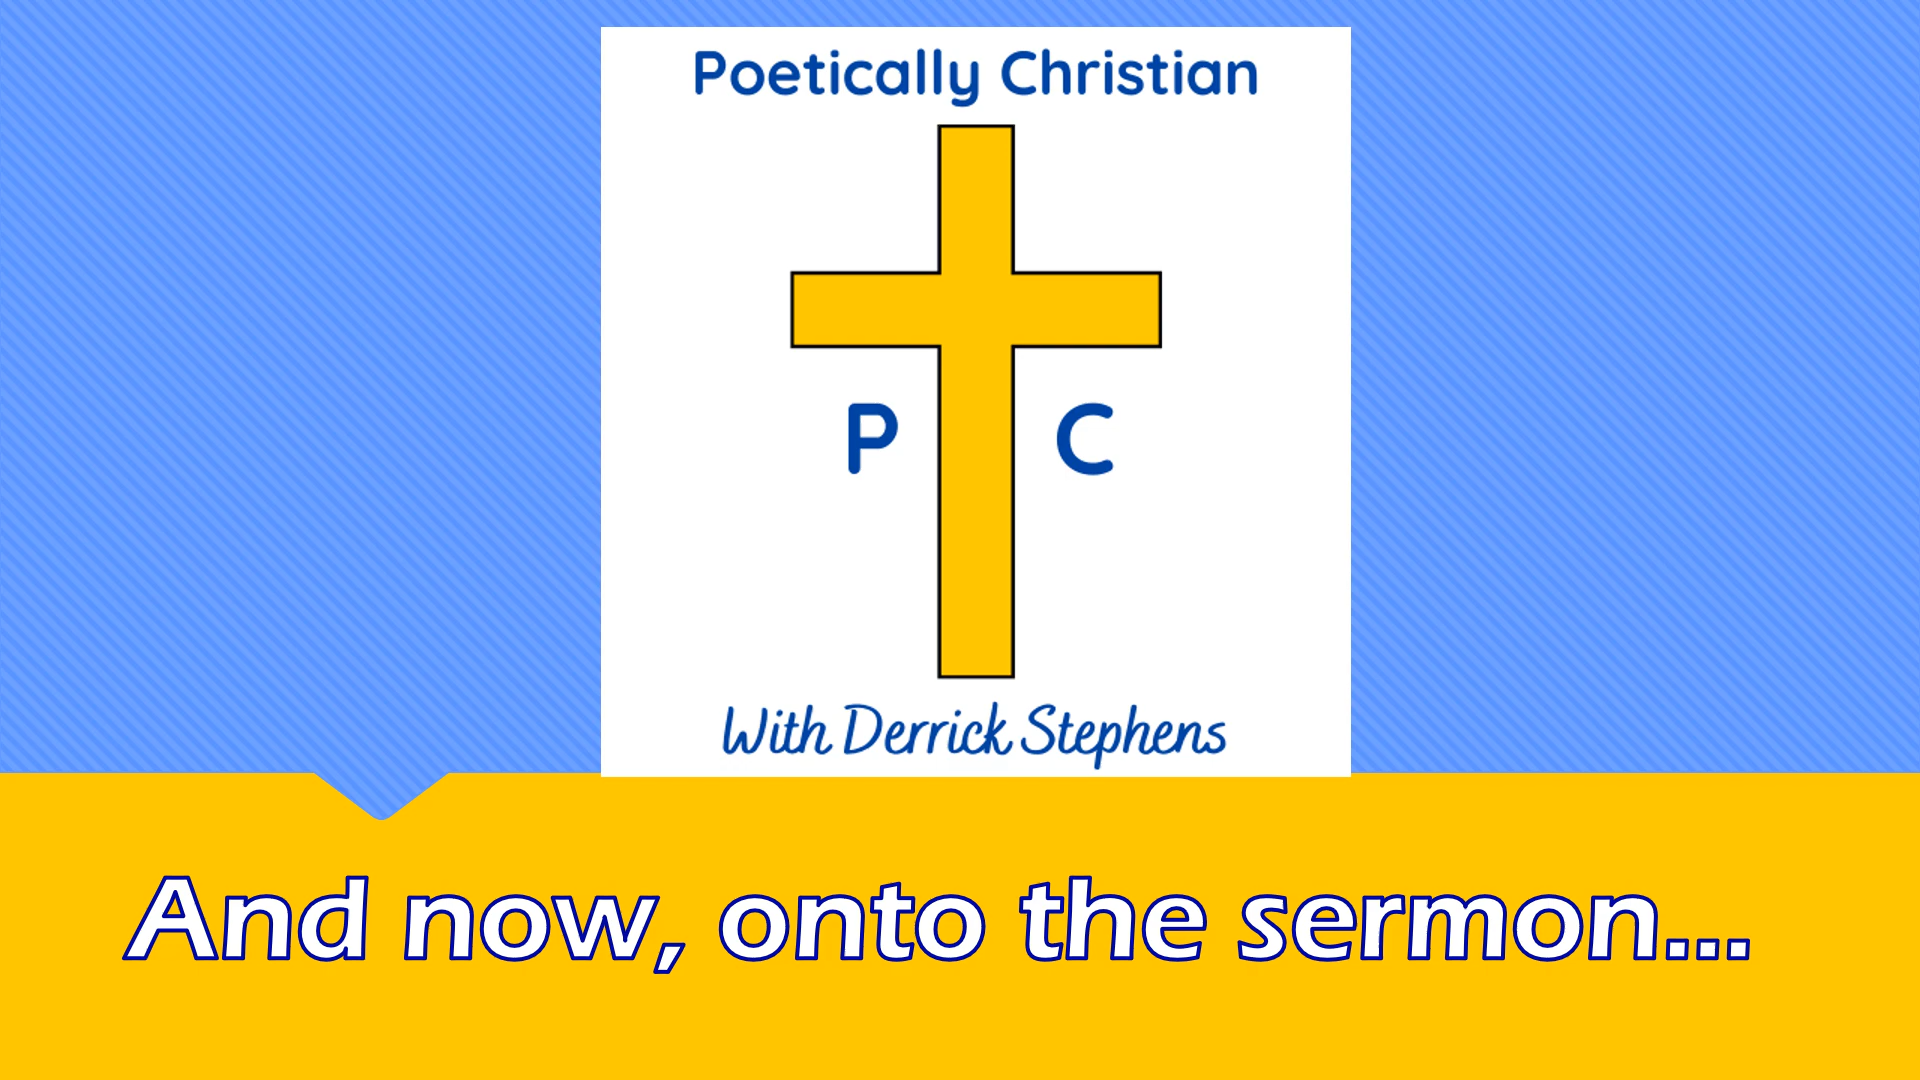 Poetically Christian
P C
With Derrick Stephens
And now, onto the sermon...